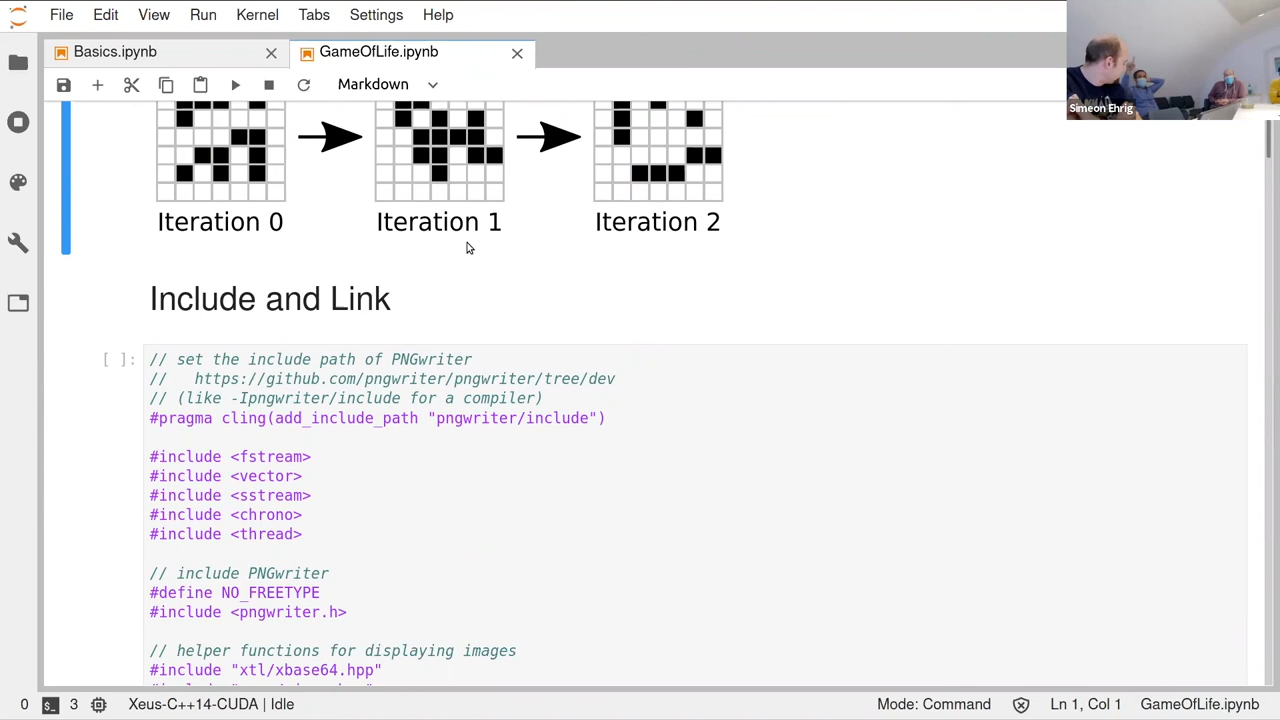 File Edit View Run Kernel Tabs Settings Help
Basics.ipynb
GameOfLife.ipynb
Markdown
Simeon Ehrig
Iteration 0
Iteration 1
Iteration 2
Include and Link
[ ]:
// set the include path of PNGwriter
//   https://github.com/pngwriter/pngwriter/tree/dev
// (like -Ipngwriter/include for a compiler)
#pragma cling(add_include_path "pngwriter/include")
#include <fstream>
#include <vector>
#include <sstream>
#include <chrono>
#include <thread>
// include PNGwriter
#define NO_FREETYPE
#include <pngwriter.h>
// helper functions for displaying images
#include "xtl/xbase64.hpp"
0
3
Xeus-C++14-CUDA | Idle
Mode: Command
Ln 1, Col 1
GameOfLife.ipynb